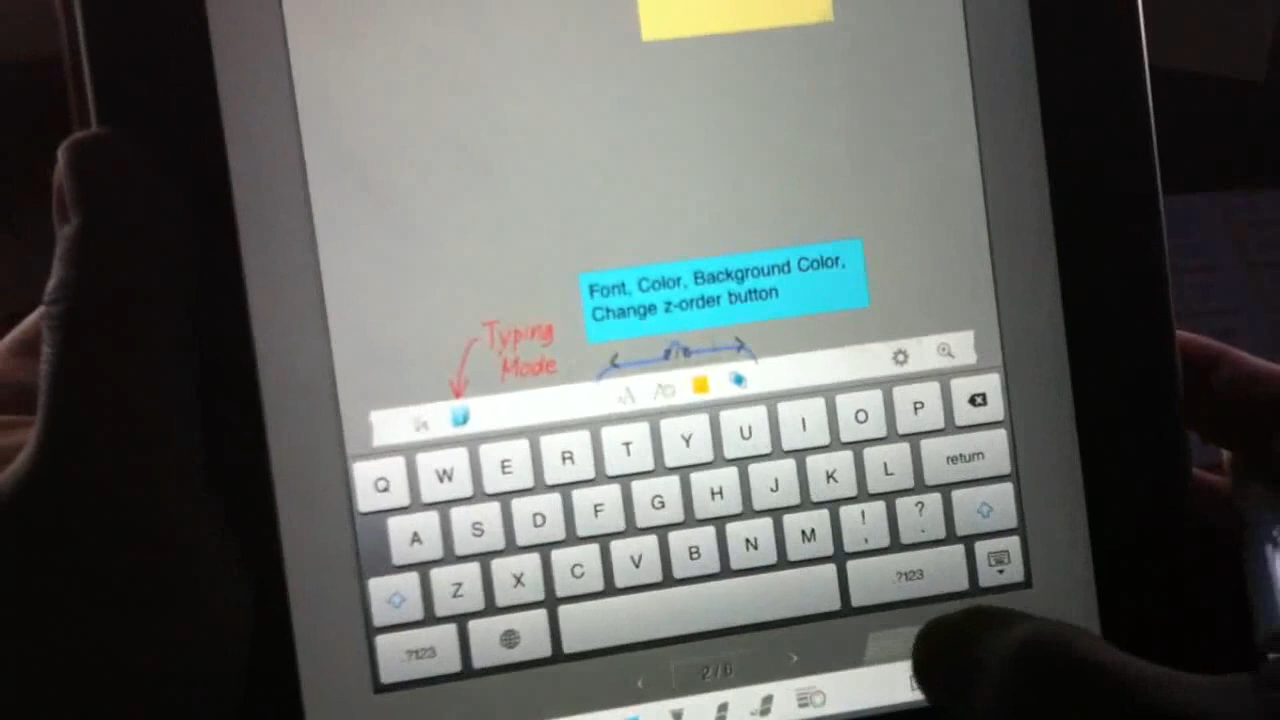 Font, Color, Background Color,
Change z-order button
Typing
Mode
Q W E R T Y U I O P
A S D F G H J K L return
Z X C V B N M ! , ? .
.?123 .?123
2/6